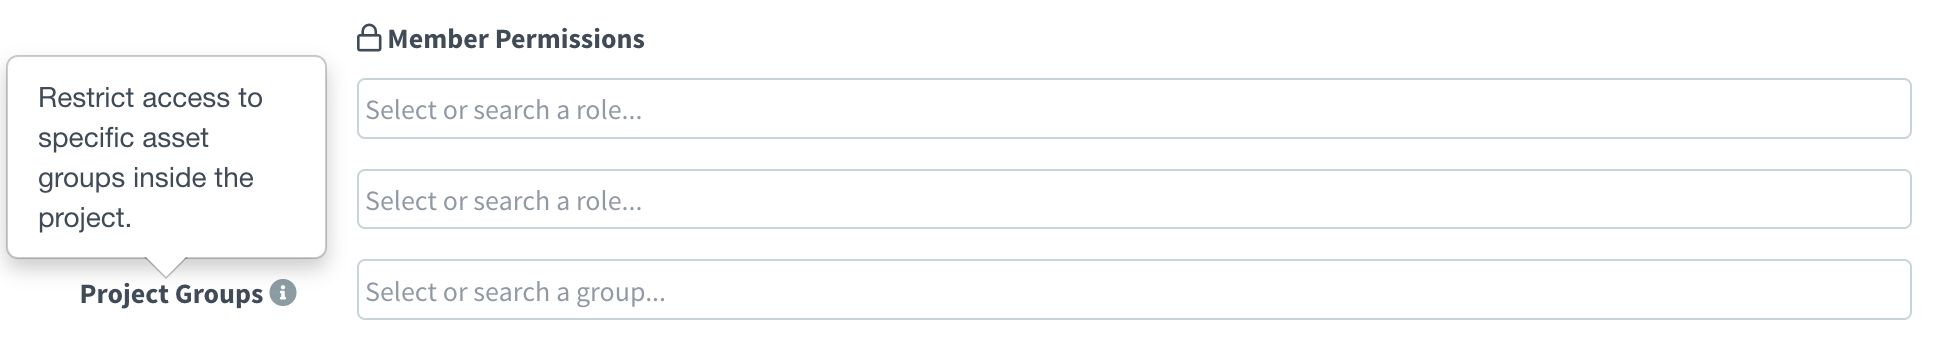 Member Permissions
Restrict access to
specific asset
groups inside the
project.
Select or search a role...
Select or search a role...
Project Groups
Select or search a group...